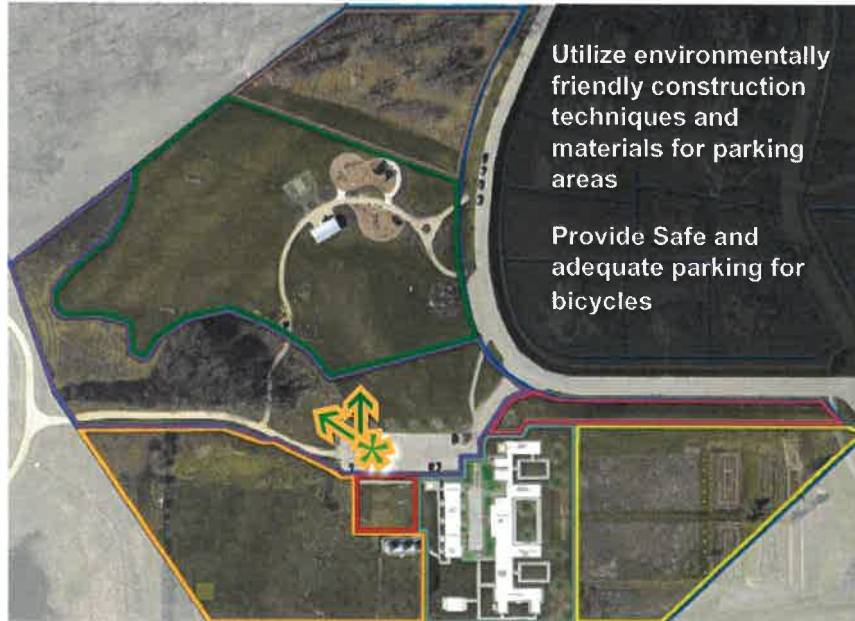 Utilize environmentally
friendly construction
techniques and
materials for parking
areas
Provide Safe and
adequate parking for
bicycles